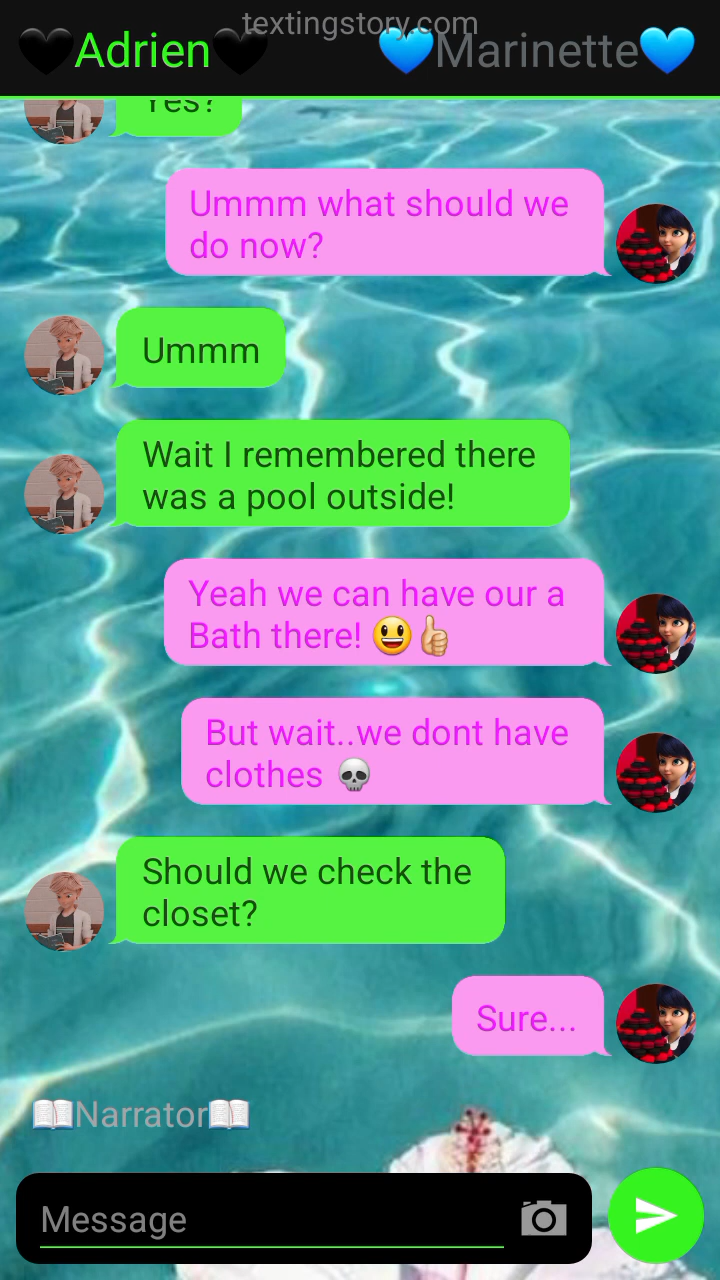 textingstory.com
🖤Adrien🖤 💙Marinette💙
Yes?
Ummm what should we
do now?
Ummm
Wait I remembered there
was a pool outside!
Yeah we can have our a
Bath there! 😃👍🏼
But wait..we dont have
clothes 💀
Should we check the
closet?
Sure...
📖Narrator📖
Message